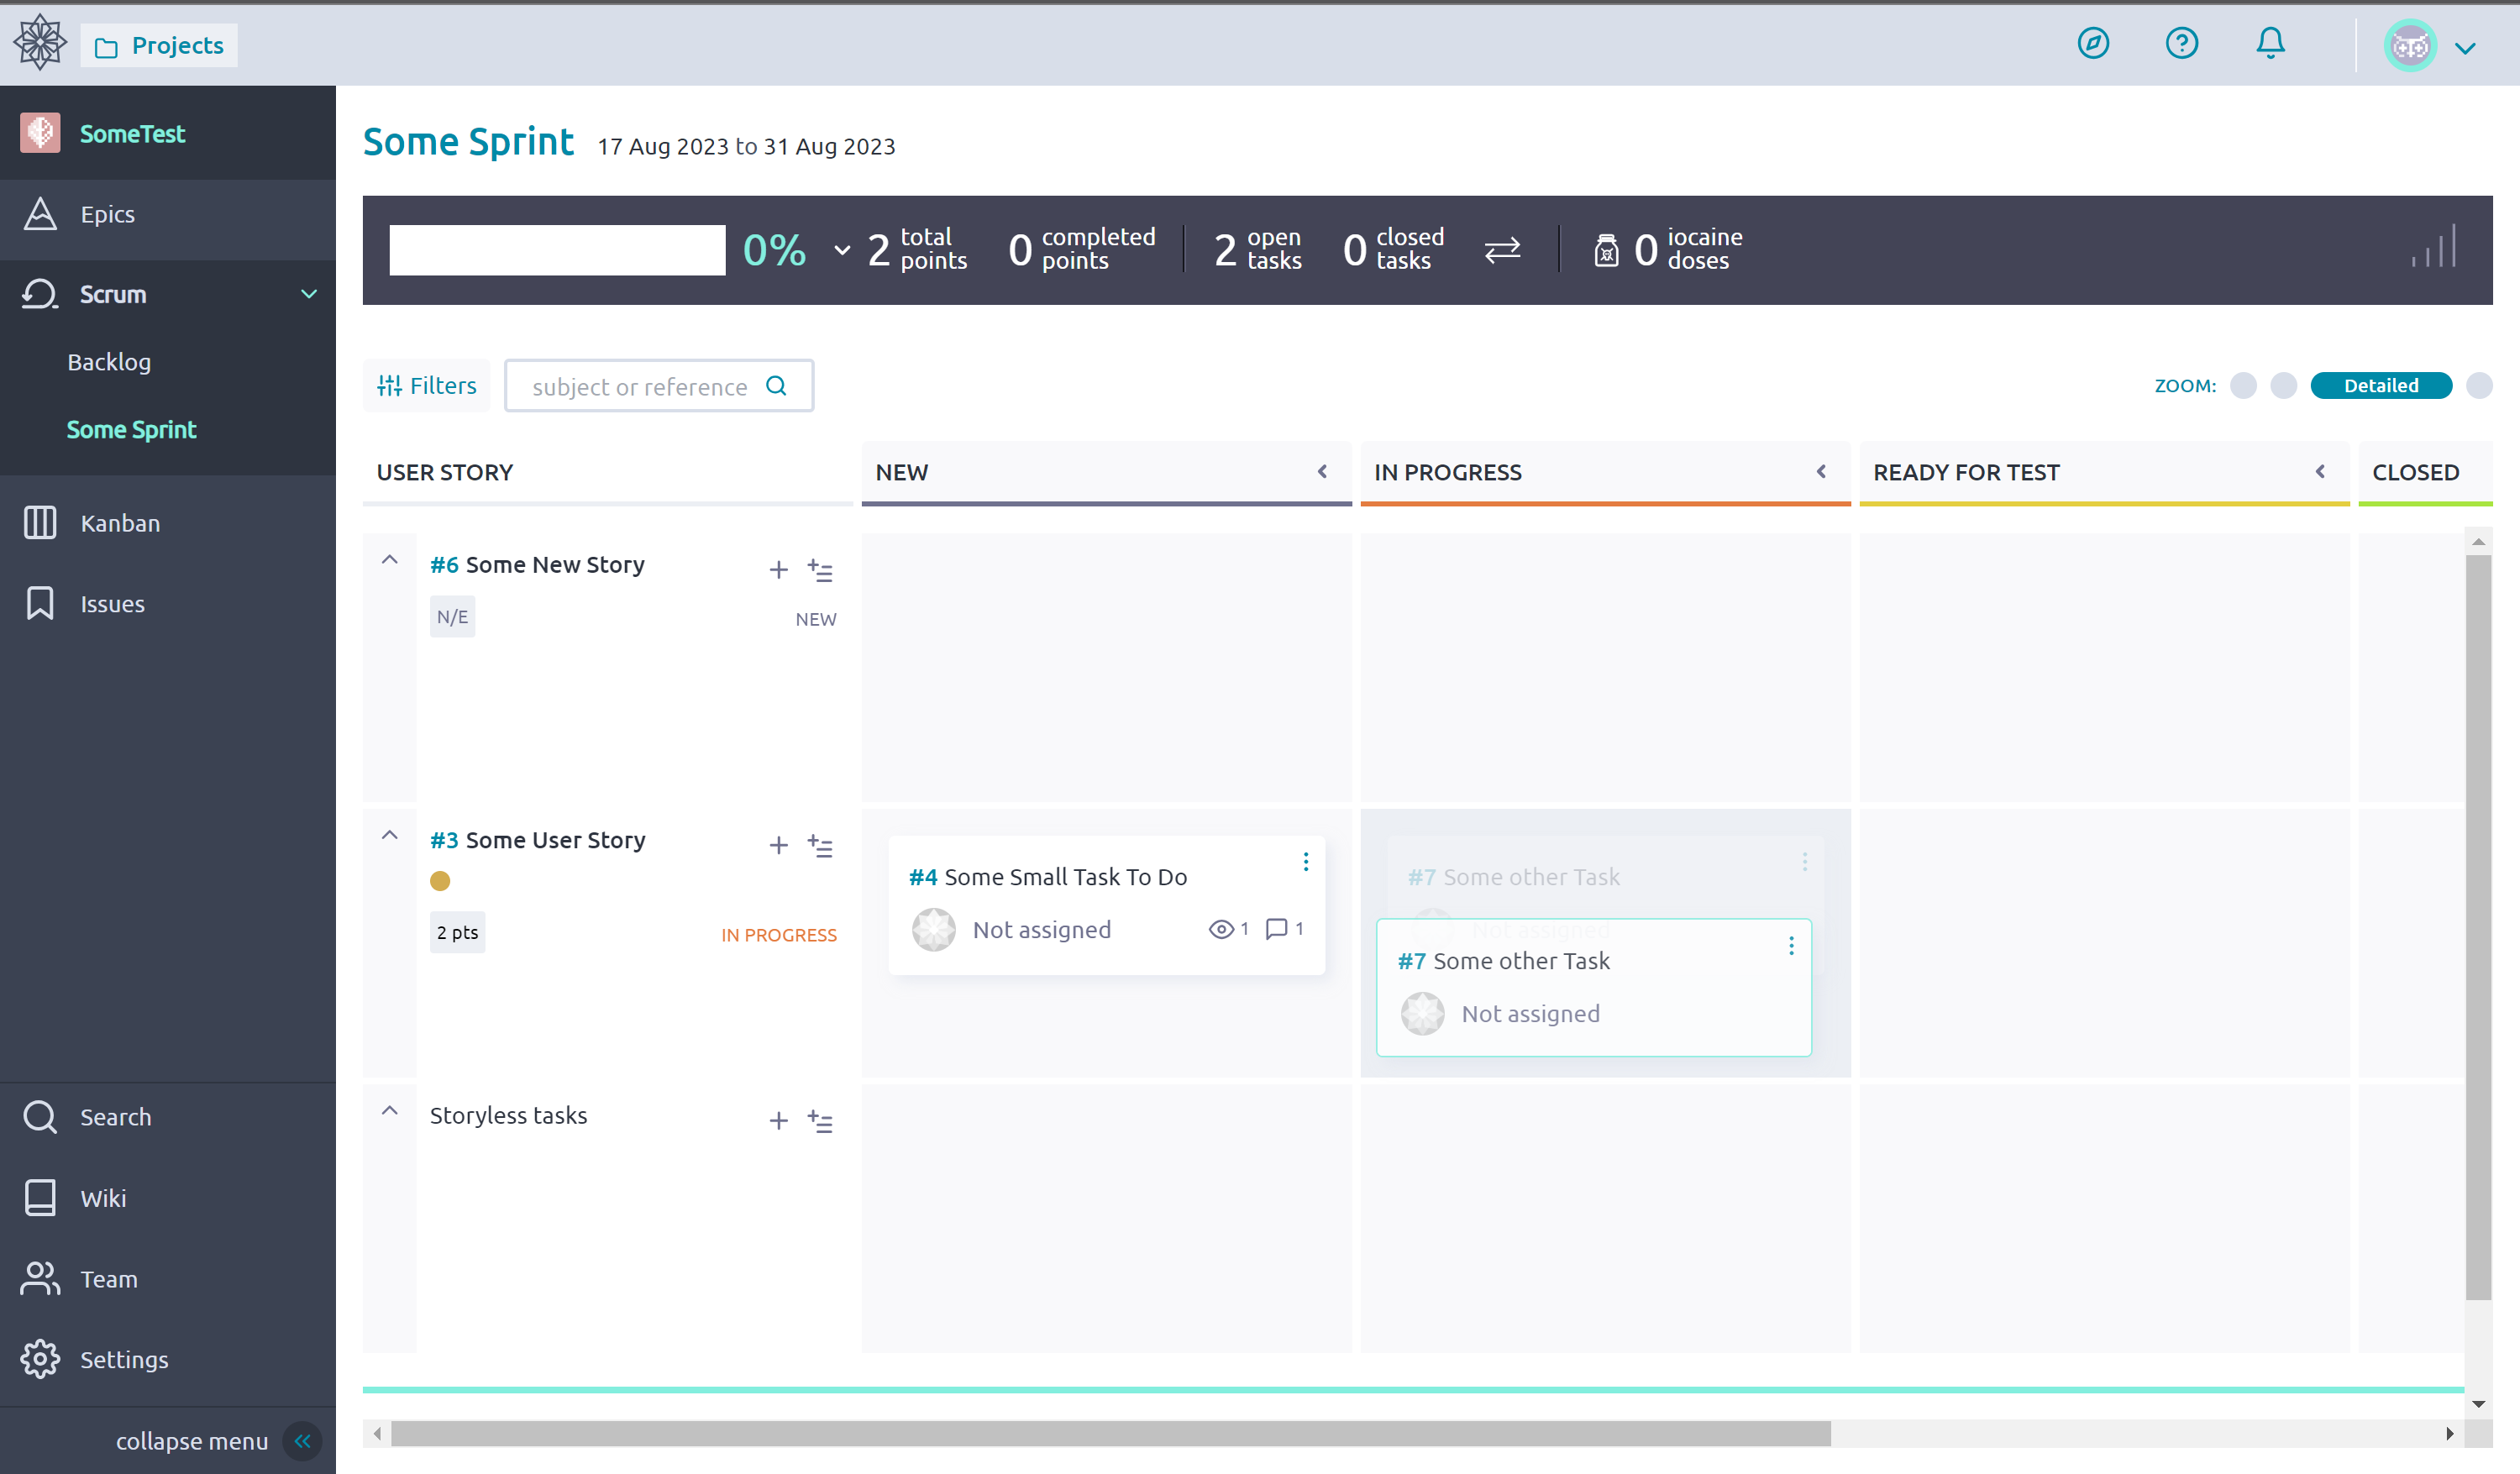 Projects
SomeTest
Epics
Scrum
Backlog
Some Sprint
Kanban
Issues
Search
Wiki
Team
Settings
collapse menu
Some Sprint 17 Aug 2023 to 31 Aug 2023
0% 2 total points 0 completed points 2 open tasks 0 closed tasks 0 iocaine doses
Filters subject or reference ZOOM: Detailed
USER STORY NEW IN PROGRESS READY FOR TEST CLOSED
#6 Some New Story
N/E NEW
#3 Some User Story
2 pts IN PROGRESS
#4 Some Small Task To Do
Not assigned 1 1
#7 Some other Task
Not assigned
#7 Some other Task
Not assigned
Storyless tasks